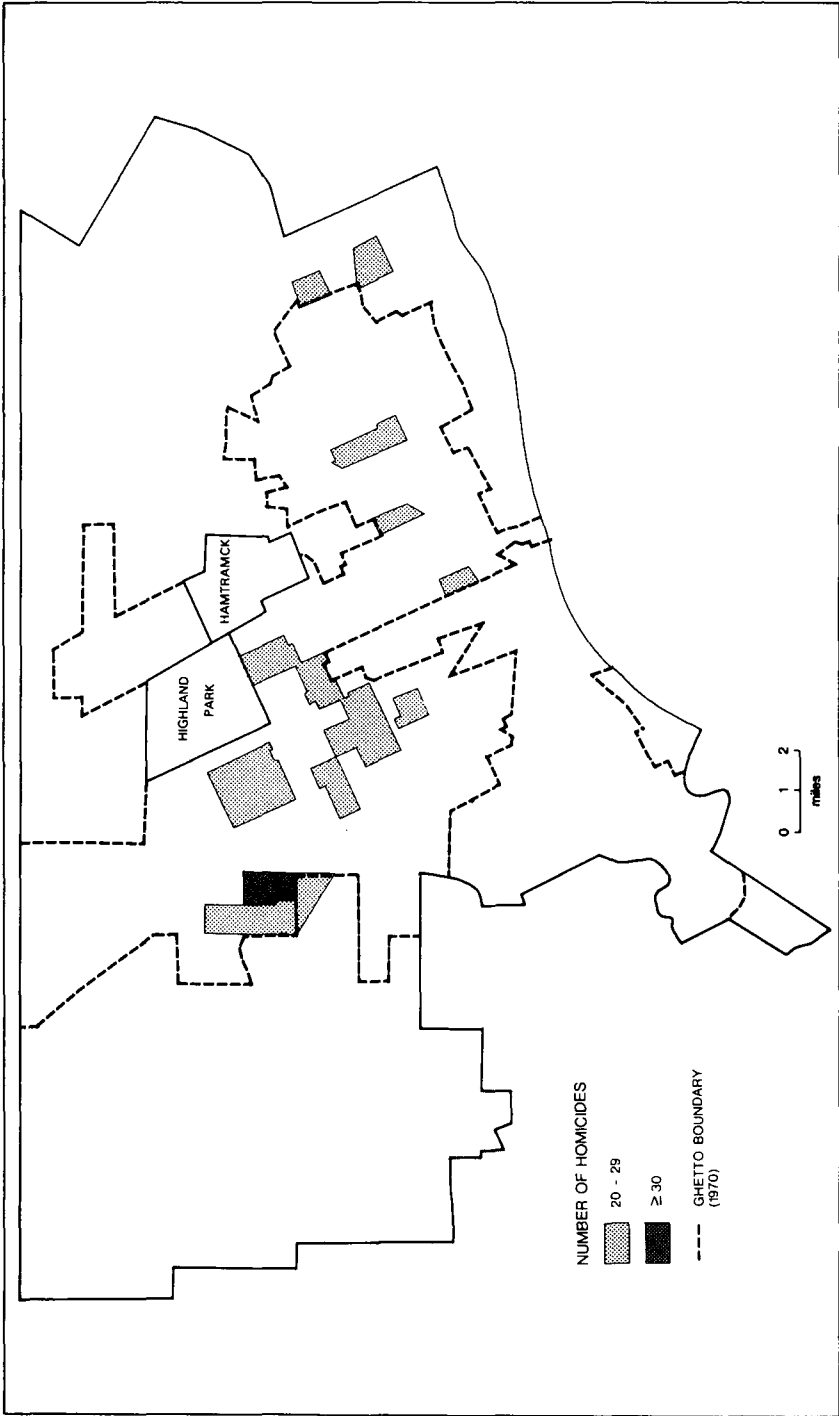 HIGHLAND
PARK
HAMTRAMCK
NUMBER OF HOMICIDES
20 - 29
≥ 30
GHETTO BOUNDARY
(1970)
0 1 2
miles